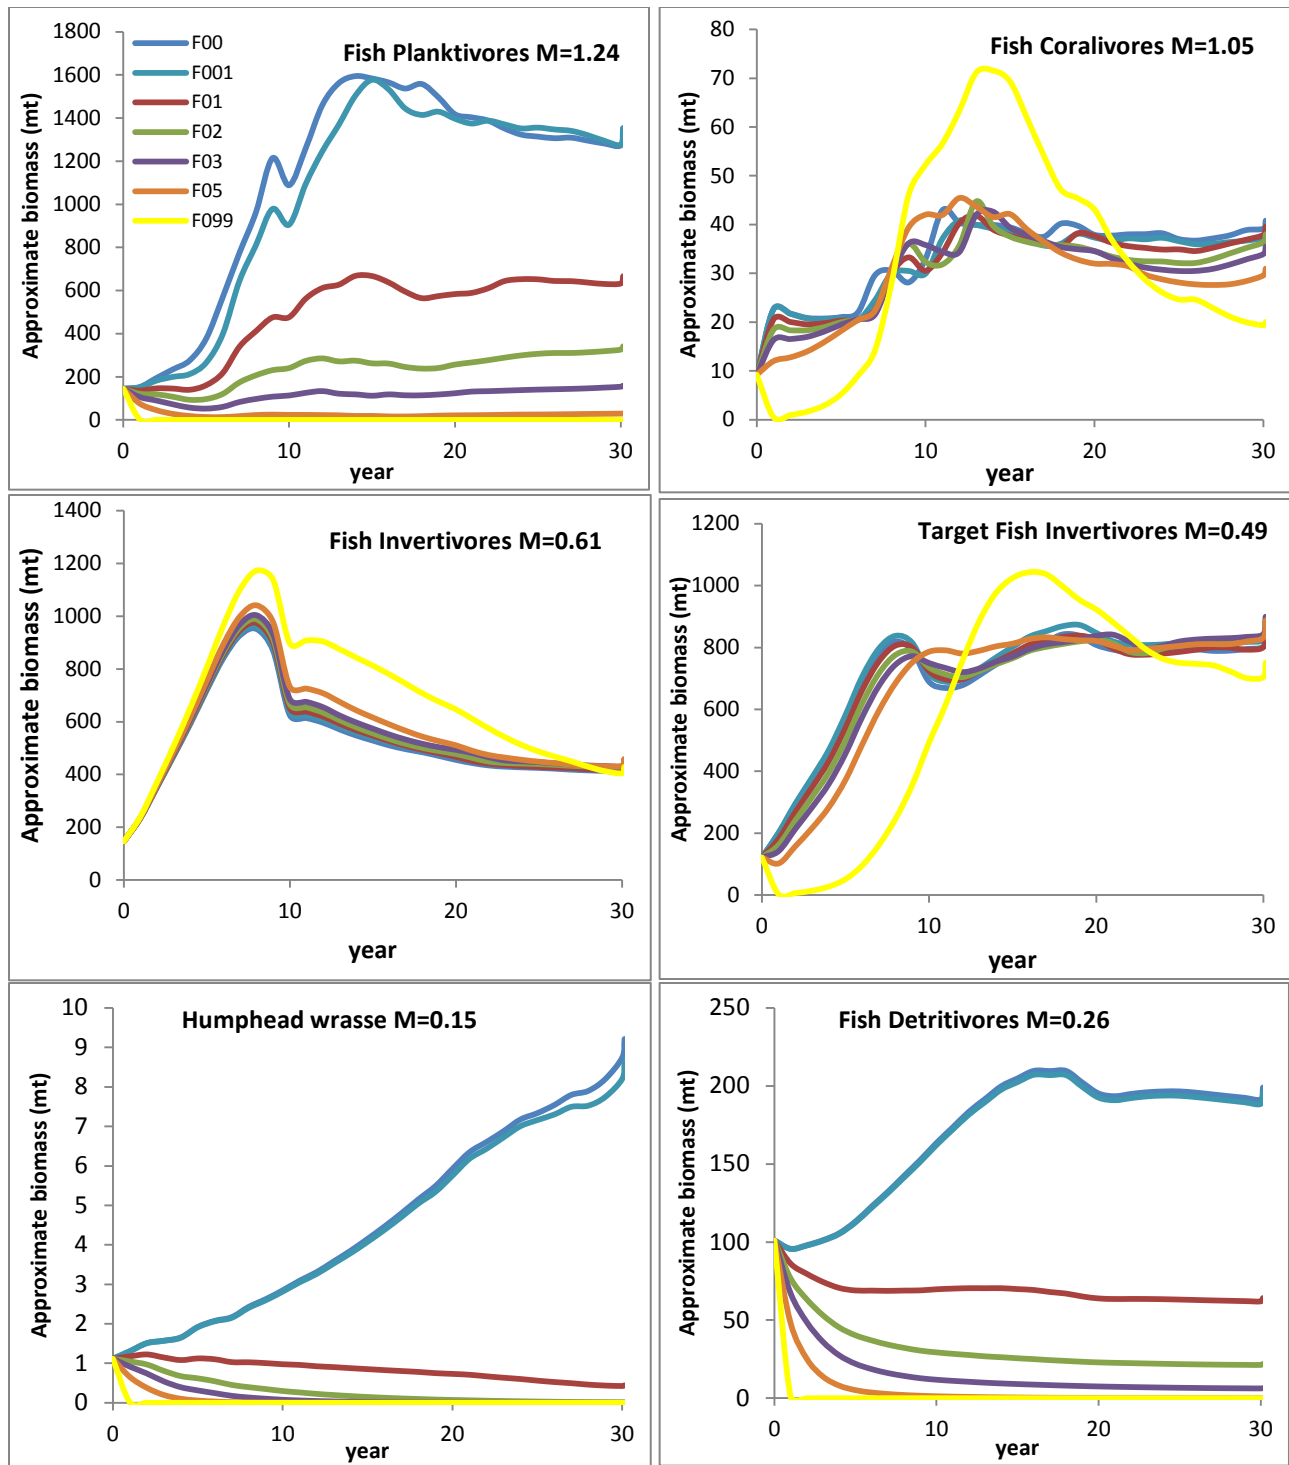 Fish Planktivores M=1.24
Approximate biomass (mt)
1800
1600
1400
1200
1000
800
600
400
200
0
F00
F001
F01
F02
F03
F05
F099
0 10 20 30
year
Fish Coralivores M=1.05
Approximate biomass (mt)
80
70
60
50
40
30
20
10
0
0 10 20 30
year
Fish Invertivores M=0.61
Approximate biomass (mt)
1400
1200
1000
800
600
400
200
0
0 10 20 30
year
Target Fish Invertivores M=0.49
Approximate biomass (mt)
1200
1000
800
600
400
200
0
0 10 20 30
year
Humphead wrasse M=0.15
Approximate biomass (mt)
10
9
8
7
6
5
4
3
2
1
0
0 10 20 30
year
Fish Detritivores M=0.26
Approximate biomass (mt)
250
200
150
100
50
0
0 10 20 30
year